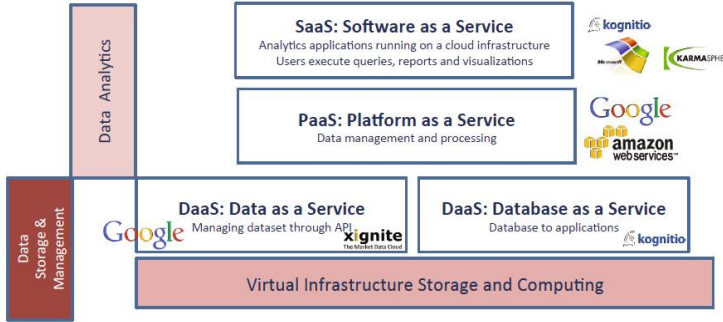 SaaS: Software as a Service
Analytics applications running on a cloud infrastructure
Users execute queries, reports and visualizations
kognitio
Microsoft
KARMASPHE
Data Analytics
PaaS: Platform as a Service
Data management and processing
Google
amazon
webservices™
Data
Storage &
Management
DaaS: Data as a Service
Managing dataset through API
Google
xignite
The Market Data Cloud
DaaS: Database as a Service
Database to applications
kognitio
Virtual Infrastructure Storage and Computing